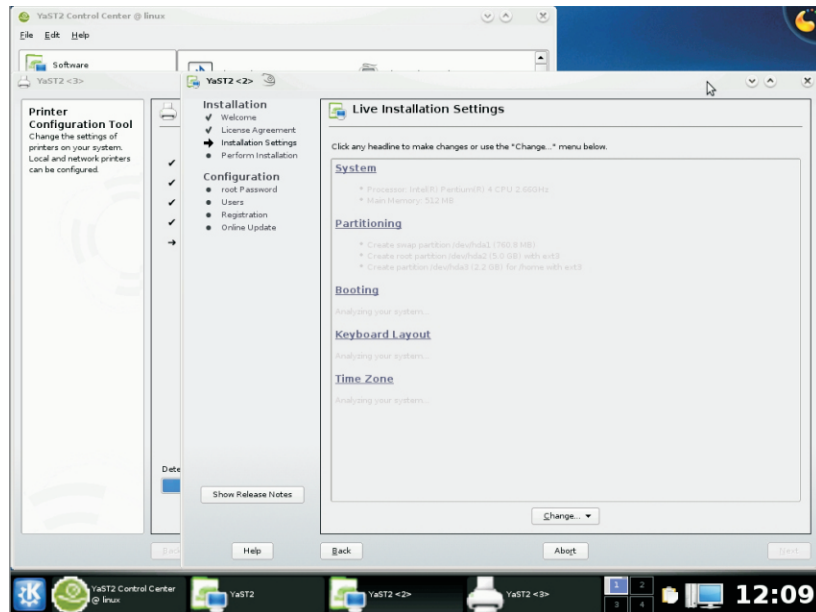 YaST2 Control Center @ linux
File Edit Help
Software
YaST2 <3>
Printer
Configuration Tool
Change the settings of
printers on your system.
Local and network printers
can be configured.
Dete
Back
YaST2 <2>
Installation
Welcome
License Agreement
Installation Settings
Perform Installation
Configuration
root Password
Users
Registration
Online Update
Show Release Notes
Live Installation Settings
Click any headline to make changes or use the "Change..." menu below.
System
* Processor: Intel(R) Pentium(R) 4 CPU 2.66GHz
* Main Memory: 512 MB
Partitioning
* Create swap partition /dev/hda1 (760.8 MB)
* Create root partition /dev/hda2 (5.0 GB) with ext3
* Create partition /dev/hda3 (2.2 GB) for /home with ext3
Booting
Analyzing your system...
Keyboard Layout
Analyzing your system...
Time Zone
Analyzing your system...
Change...
Help
Back
Abort
Next
YaST2 Control Center
@ linux
YaST2
YaST2 <2>
YaST2 <3>
1 2
3 4
12:09